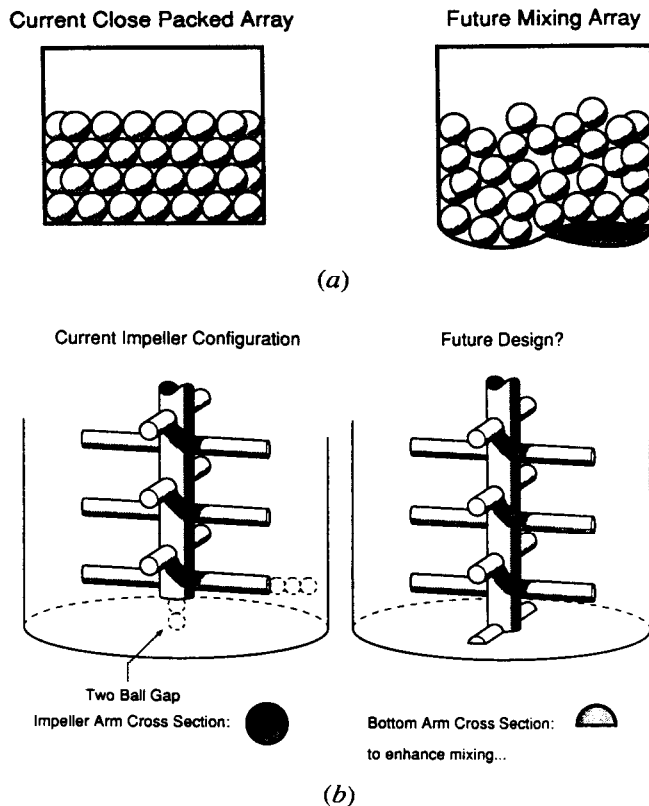 Current Close Packed Array
Future Mixing Array
(a)
Current Impeller Configuration
Future Design?
Two Ball Gap
Impeller Arm Cross Section:
Bottom Arm Cross Section:
to enhance mixing...
(b)